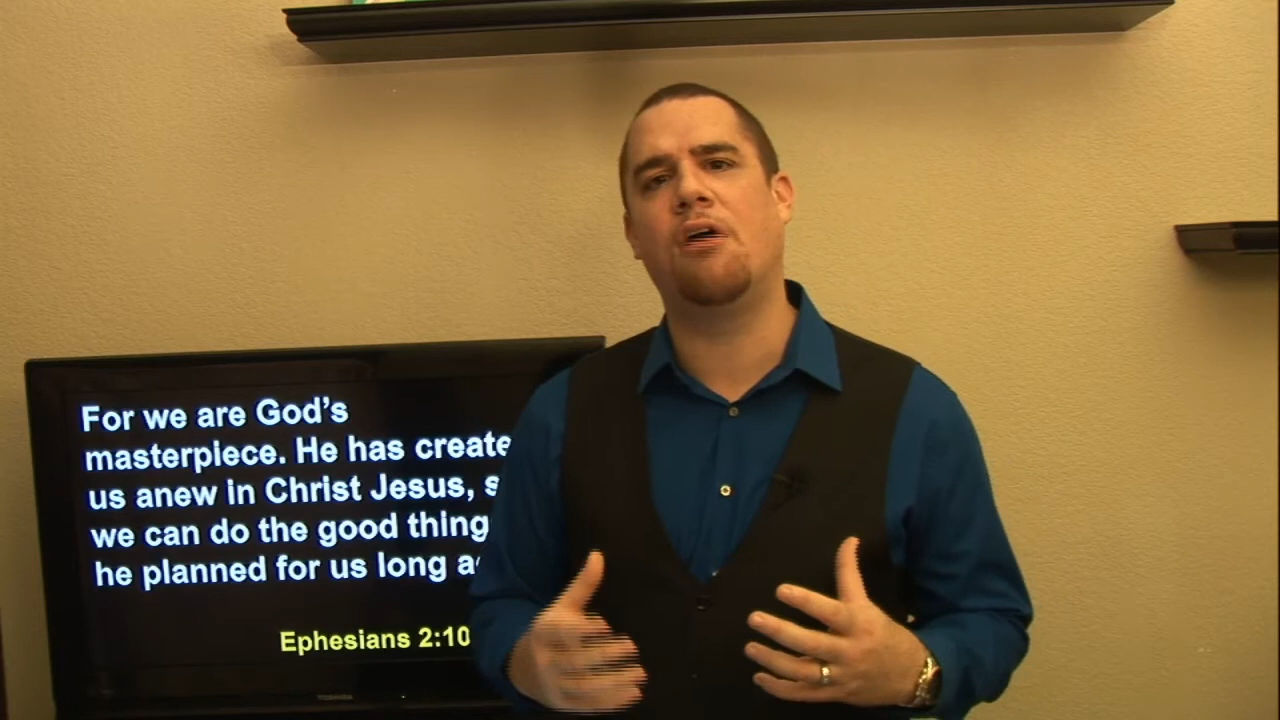 For we are God's
masterpiece. He has create
us anew in Christ Jesus, s
we can do the good thing
he planned for us long a
Ephesians 2:10
TOSHIBA